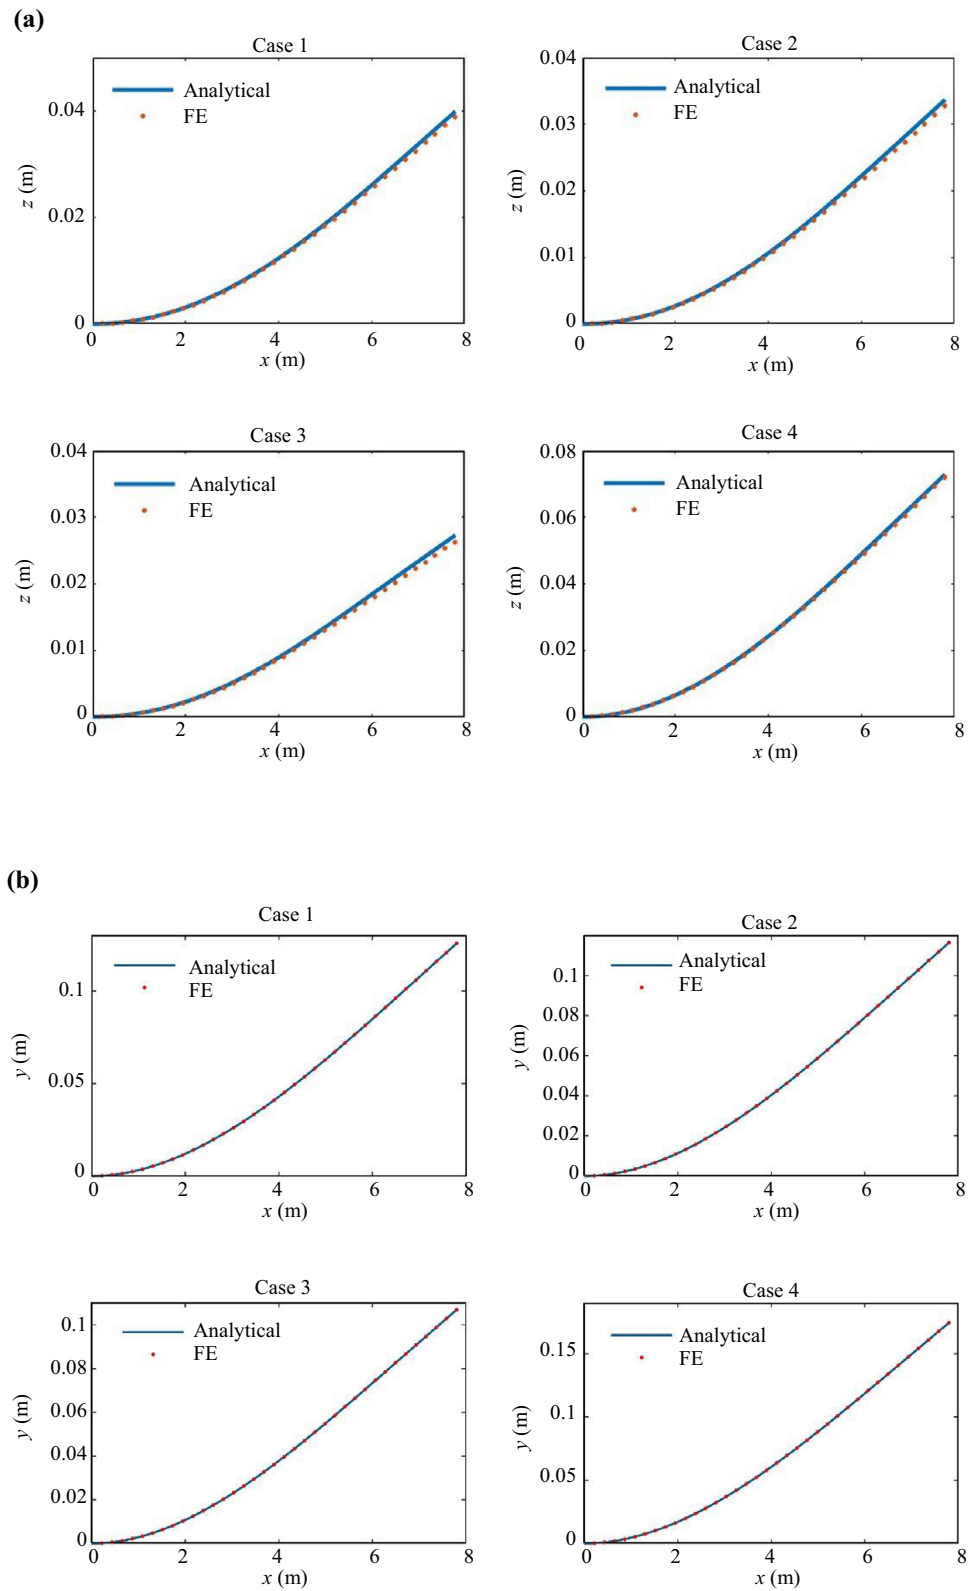 (a)
Case 1
Analytical
FE
0.04
0.02
0
z (m)
0 2 4 6 8
x (m)
Case 2
Analytical
FE
0.04
0.03
0.02
0.01
0
z (m)
0 2 4 6 8
x (m)
Case 3
Analytical
FE
0.04
0.03
0.02
0.01
0
z (m)
0 2 4 6 8
x (m)
Case 4
Analytical
FE
0.08
0.06
0.04
0.02
0
z (m)
0 2 4 6 8
x (m)
(b)
Case 1
Analytical
FE
0.1
0.05
0
y (m)
0 2 4 6 8
x (m)
Case 2
Analytical
FE
0.1
0.08
0.06
0.04
0.02
0
y (m)
0 2 4 6 8
x (m)
Case 3
Analytical
FE
0.1
0.08
0.06
0.04
0.02
0
y (m)
0 2 4 6 8
x (m)
Case 4
Analytical
FE
0.15
0.1
0.05
0
y (m)
0 2 4 6 8
x (m)